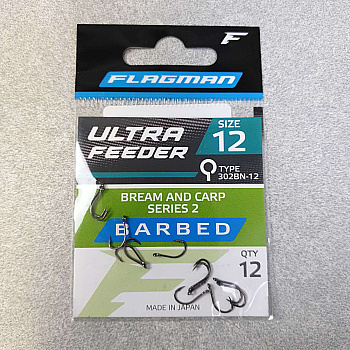 FLAGMAN
ULTRA
FEEDER
SIZE
12
TYPE
302BN-12
BREAM AND CARP
SERIES 2
BARBED
QTY
12
MADE IN JAPAN